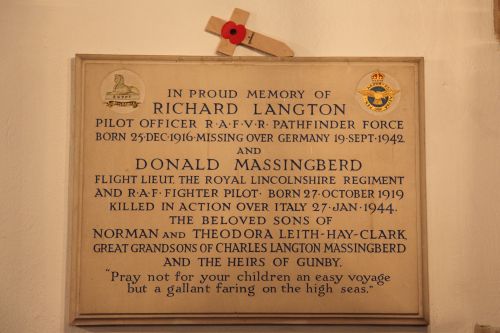 IN PROUD MEMORY OF
RICHARD LANGTON
PILOT OFFICER R·A·F·V·R· PATHFINDER FORCE
BORN 25·DEC·1916·MISSING OVER GERMANY 19·SEPT·1942
AND
DONALD MASSINGBERD
FLIGHT LIEUT. THE ROYAL LINCOLNSHIRE REGIMENT
AND R·A·F· FIGHTER PILOT· BORN 27·OCTOBER 1919
KILLED IN ACTION OVER ITALY 27·JAN·1944.
THE BELOVED SONS OF
NORMAN AND THEODORA LEITH-HAY-CLARK,
GREAT GRANDSONS OF CHARLES LANGTON MASSINGBERD
AND THE HEIRS OF GUNBY.
"Pray not for your children an easy voyage
but a gallant faring on the high seas."